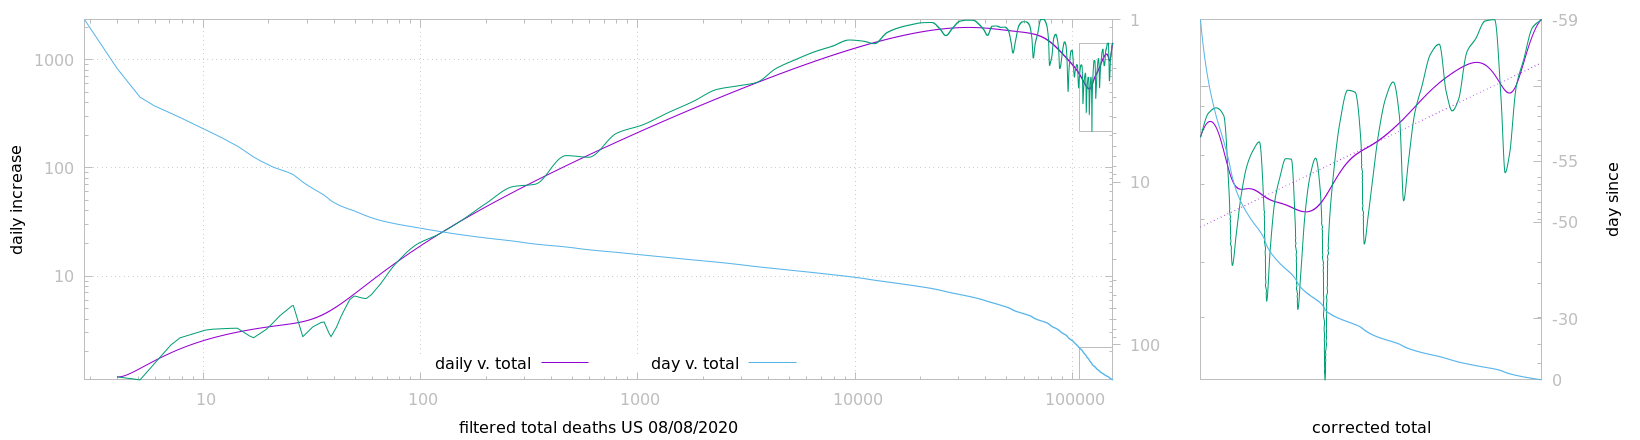 daily increase
1000
100
10
10
100
1000
10000
100000
1
10
100
daily v. total
day v. total
filtered total deaths US 08/08/2020
-59
-55
-50
-30
0
day since
corrected total